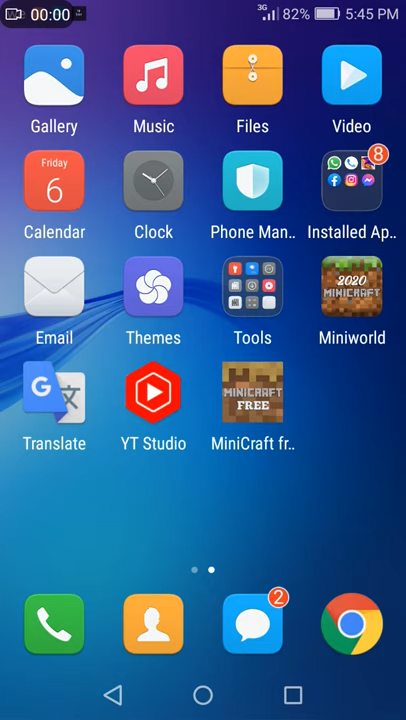 00:00
3G 82% 5:45 PM
Gallery Music Files Video
Friday
6
8
Calendar Clock Phone Man.. Installed Ap..
2020
MINICRAFT
Email Themes Tools Miniworld
G
MINICRAFT
FREE
Translate YT Studio MiniCraft fr..
2